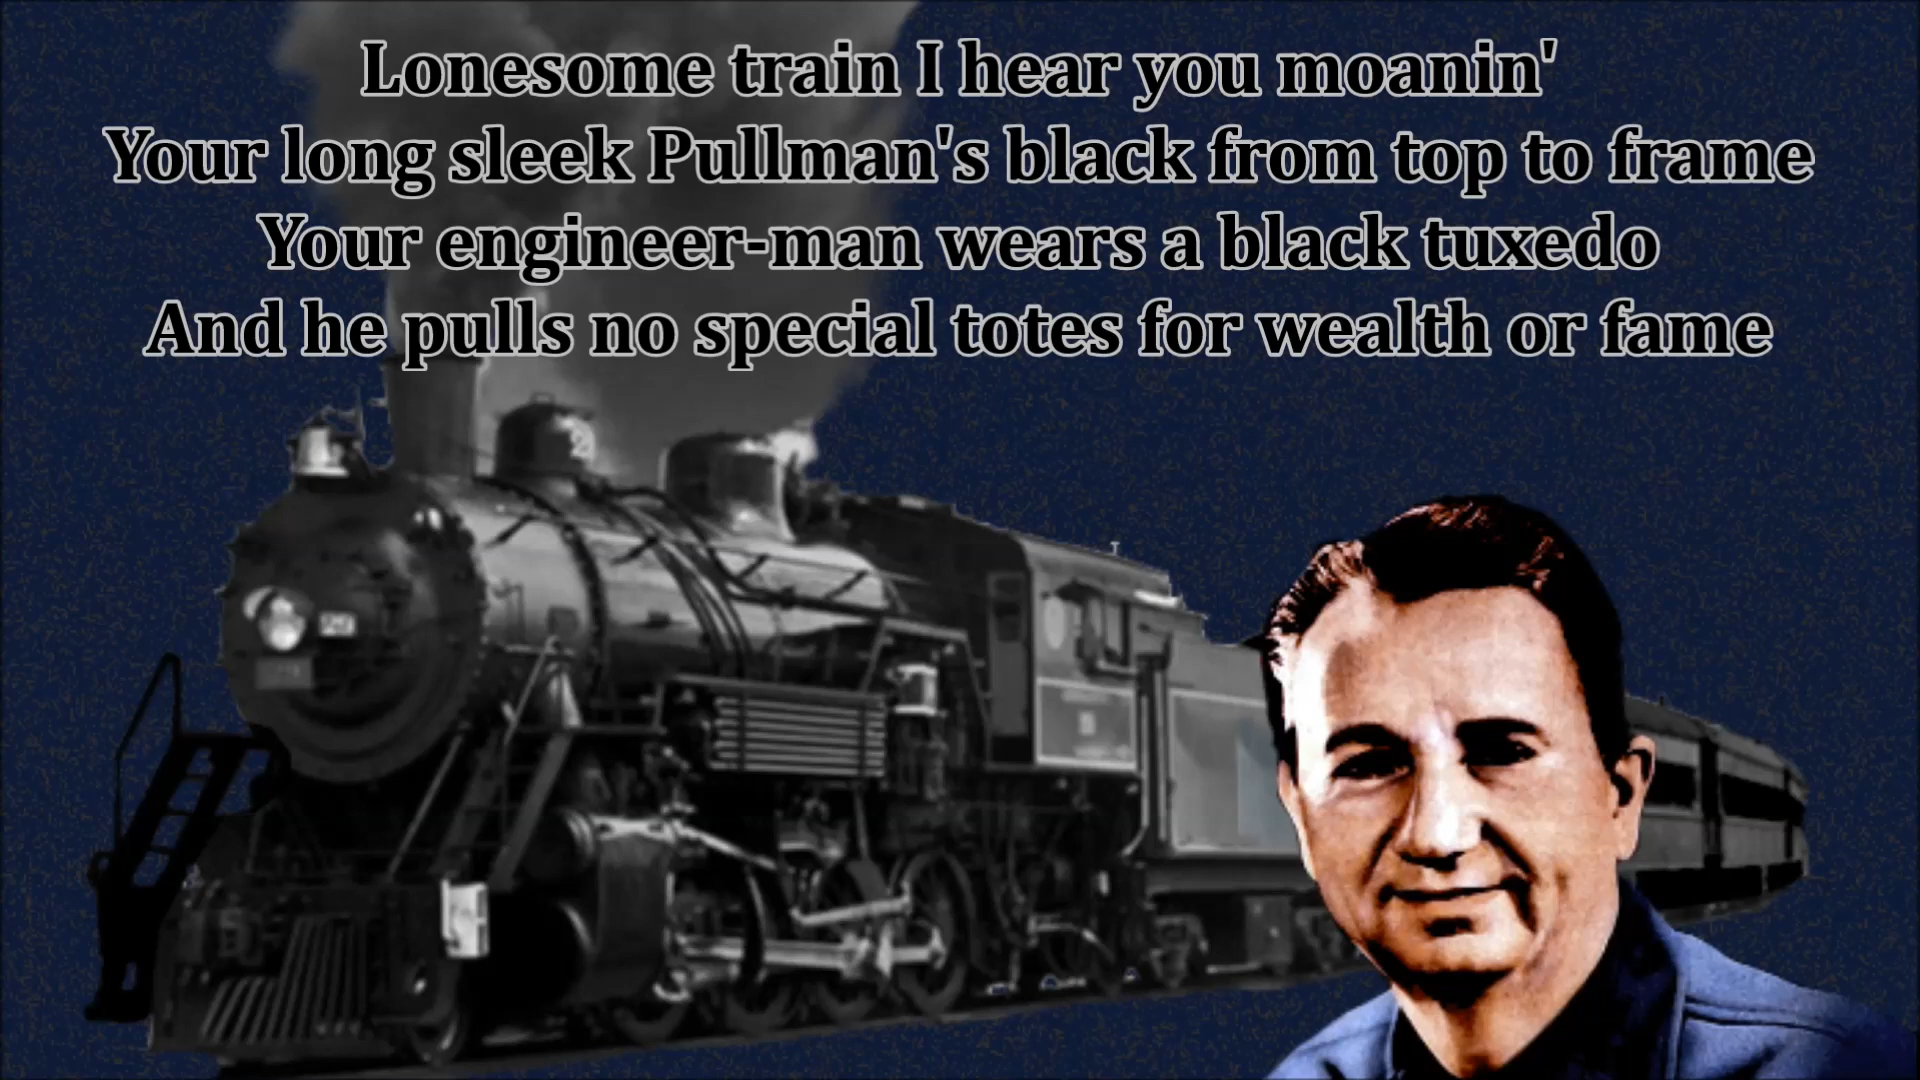 Lonesome train I hear you moanin'
Your long sleek Pullman's black from top to frame
Your engineer-man wears a black tuxedo
And he pulls no special totes for wealth or fame